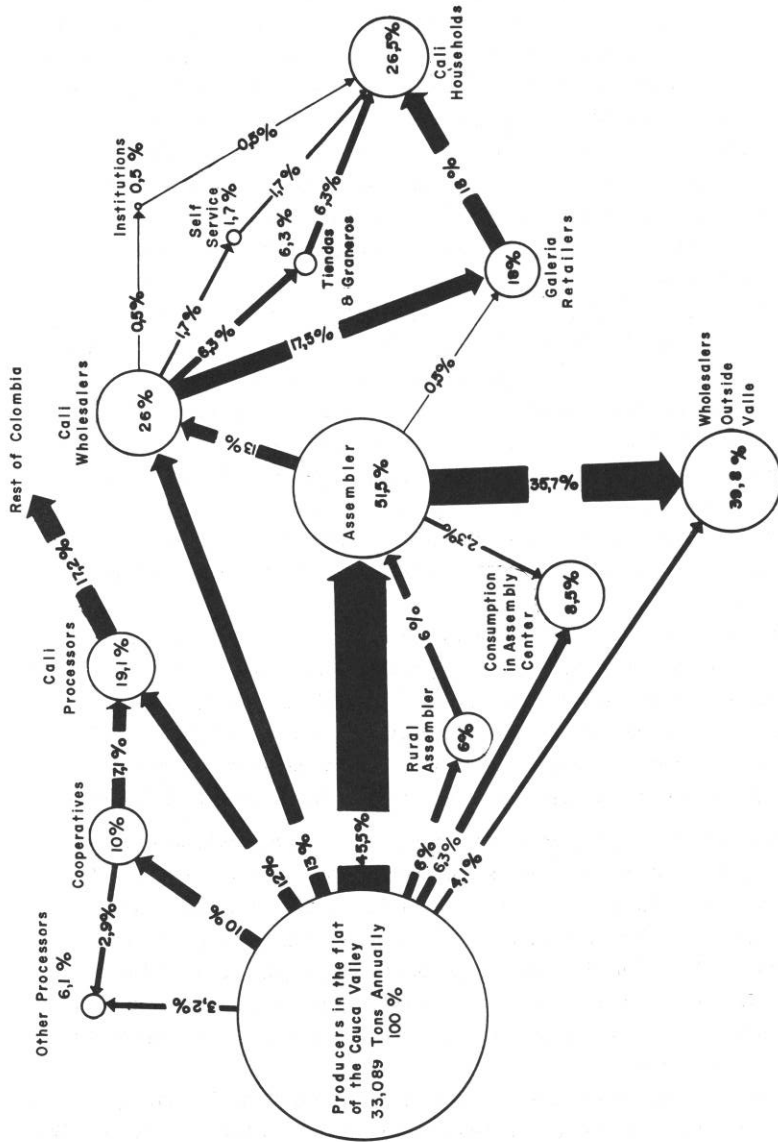 Other Processors
6,1 %
2,9%
3,2%
Cooperatives
10%
10%
7,1 %
Cali
Processors
19,1 %
17,2%
Rest of Colombia
12%
13 %
Cali
Wholesalers
26%
0,5%
Institutions
0,5 %
0,5%
1,7%
Self
Service
1,7 %
1,7%
6,3%
6,3 %
Tiendas
8 Graneros
6,3%
17,5%
Cali
Households
26,5%
18%
Galeria
Retailers
18%
0,5%
13%
Assembler
51,5%
45,5%
Producers in the flat
of the Cauca Valley
33,089 Tons Annually
100 %
6%
Rural
Assembler
6%
6 %
6,3%
4,1%
2,3%
Consumption
in Assembly
Center
8,5%
35,7%
Wholesalers
Outside
Valle
39,8 %